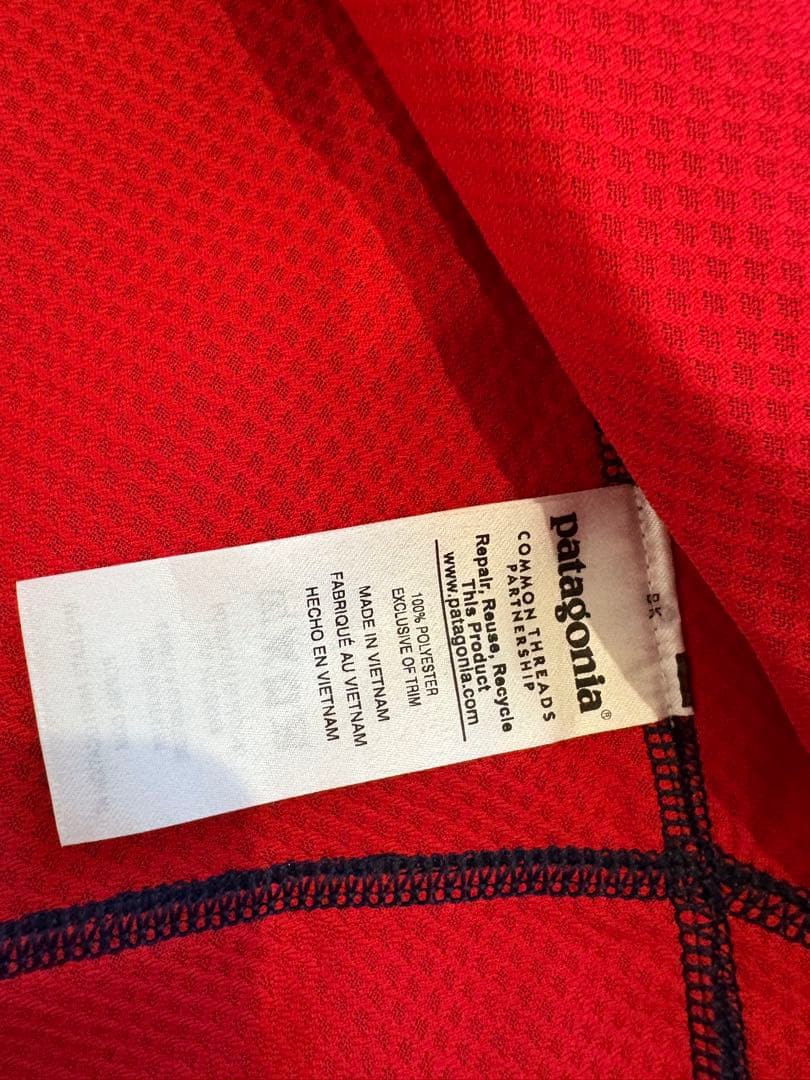 patagonia®
COMMON THREADS
PARTNERSHIP
Repair, Reuse, Recycle
This Product
www.patagonia.com
100% POLYESTER
EXCLUSIVE OF TRIM
MADE IN VIETNAM
FABRIQUÉ AU VIETNAM
HECHO EN VIETNAM